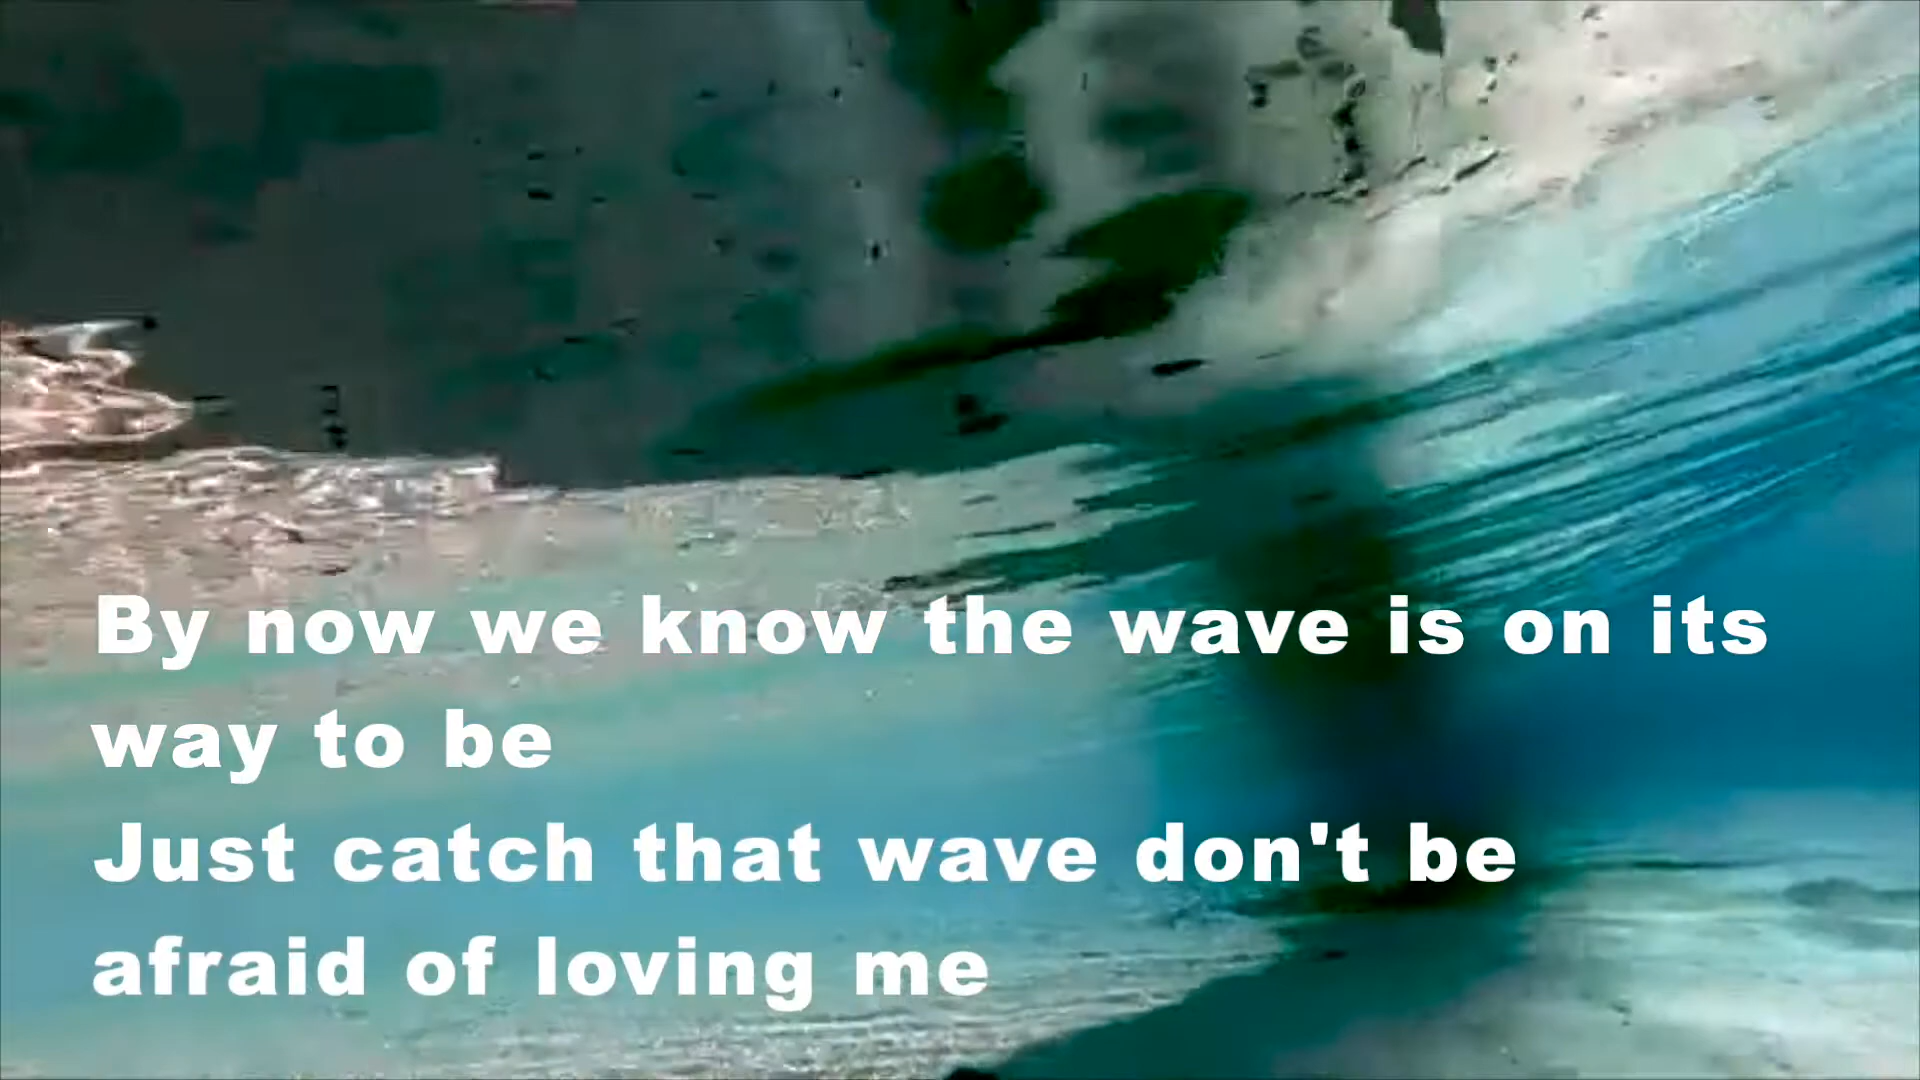 By now we know the wave is on its
way to be
Just catch that wave don't be
afraid of loving me